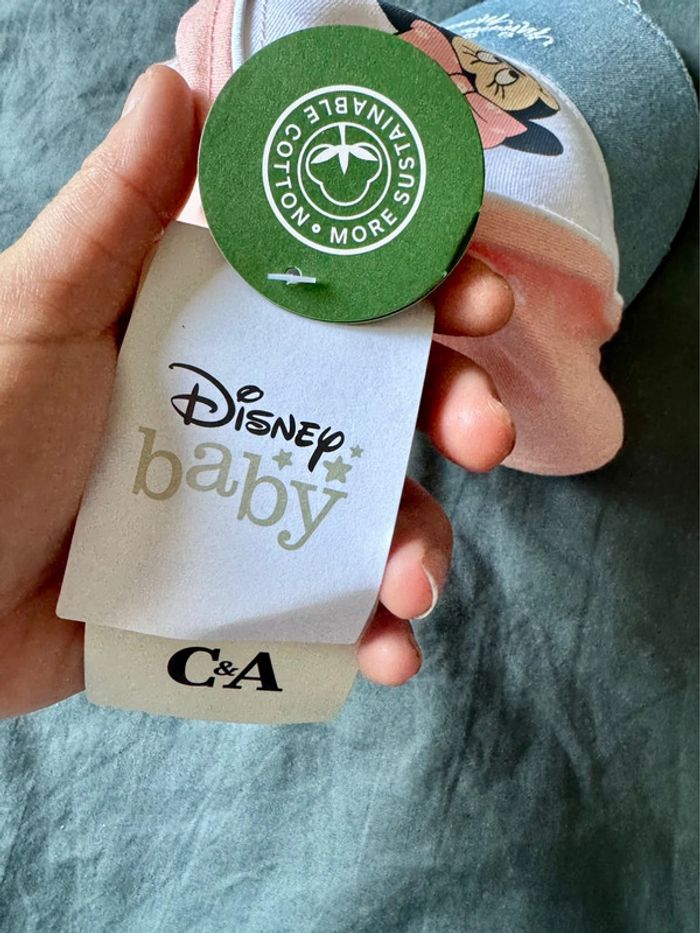 MORE SUSTAINABLE COTTON •
Disney
baby
C&A